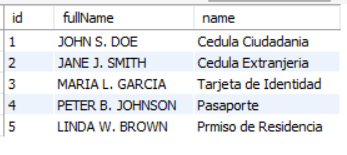 id fullName name
1 JOHN S. DOE Cedula Ciudadania
2 JANE J. SMITH Cedula Extranjeria
3 MARIA L. GARCIA Tarjeta de Identidad
4 PETER B. JOHNSON Pasaporte
5 LINDA W. BROWN Prmiso de Residencia